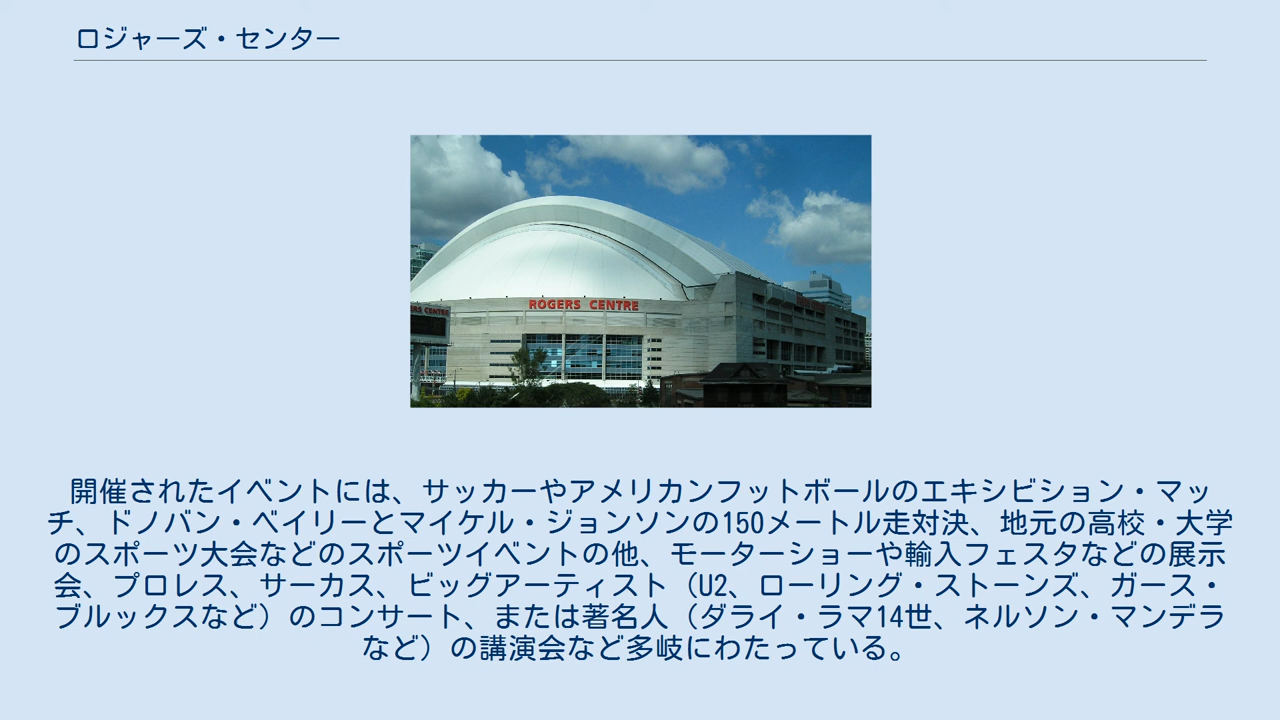 ロジャーズ・センター
ROGERS CENTRE
ERS CENTRE
開催されたイベントには、サッカーやアメリカンフットボールのエキシビション・マッ
チ、ドノバン・ベイリーとマイケル・ジョンソンの150メートル走対決、地元の高校・大学
のスポーツ大会などのスポーツイベントの他、モーターショーや輸入フェスタなどの展示
会、プロレス、サーカス、ビッグアーティスト（U2、ローリング・ストーンズ、ガース・
ブルックスなど）のコンサート、または著名人（ダライ・ラマ14世、ネルソン・マンデラ
など）の講演会など多岐にわたっている。